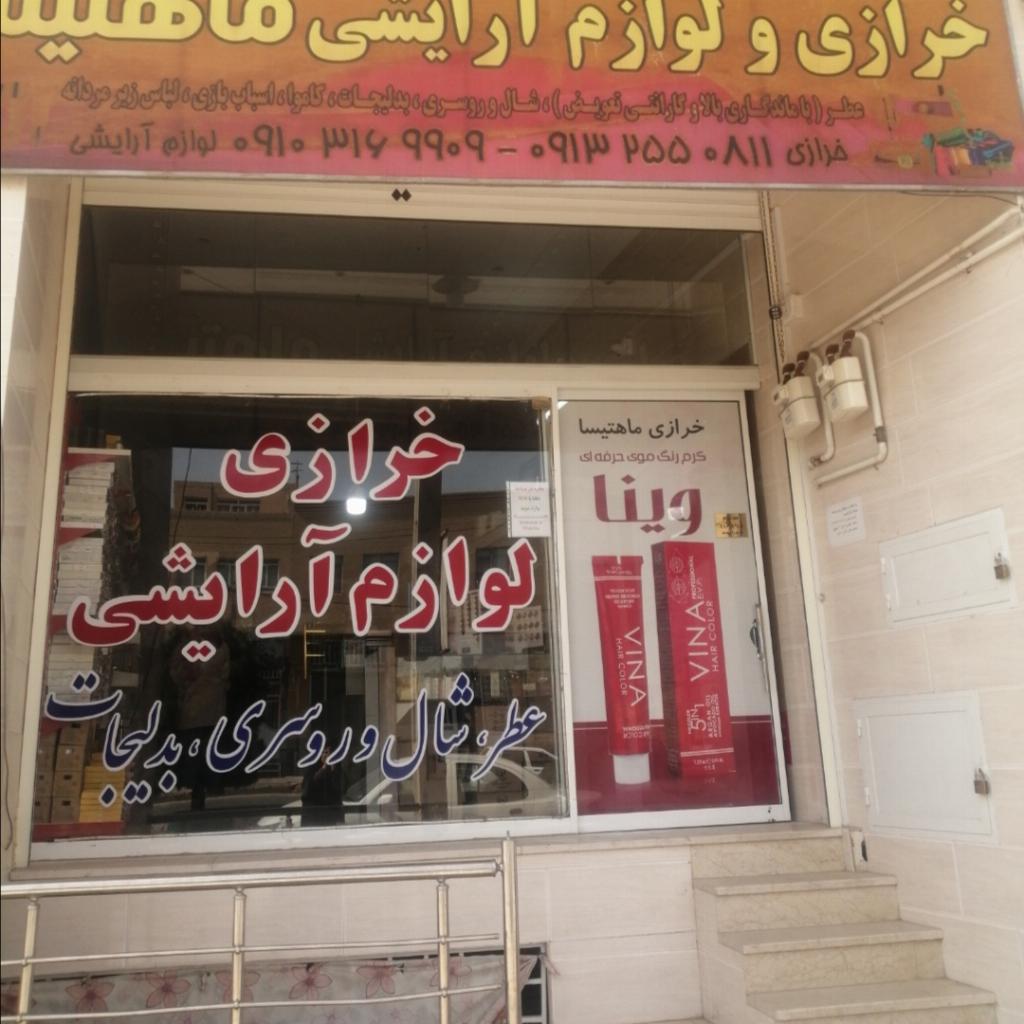 خرازی و لوازم آرایشی ماهتیسا
عطر (با ماندگاری بالا و گارانتی تعویض)، شال و روسری، بدلیجات، کاموا، اسباب بازی، لباس زیر مردانه
خرازی ۰۹۱۳ ۲۵۵ ۰۸۱۱ - ۰۹۱۰ ۳۱۶ ۹۹۰۹ لوازم آرایشی
خرازی
لوازم آرایشی
عطر، شال و روسری، بدلیجات
خرازی ماهتیسا
کرم رنگ موی حرفه ای
وینا
VINA
HAIR COLOR
VINA
PROFESSIONAL
HAIR COLOR
5N